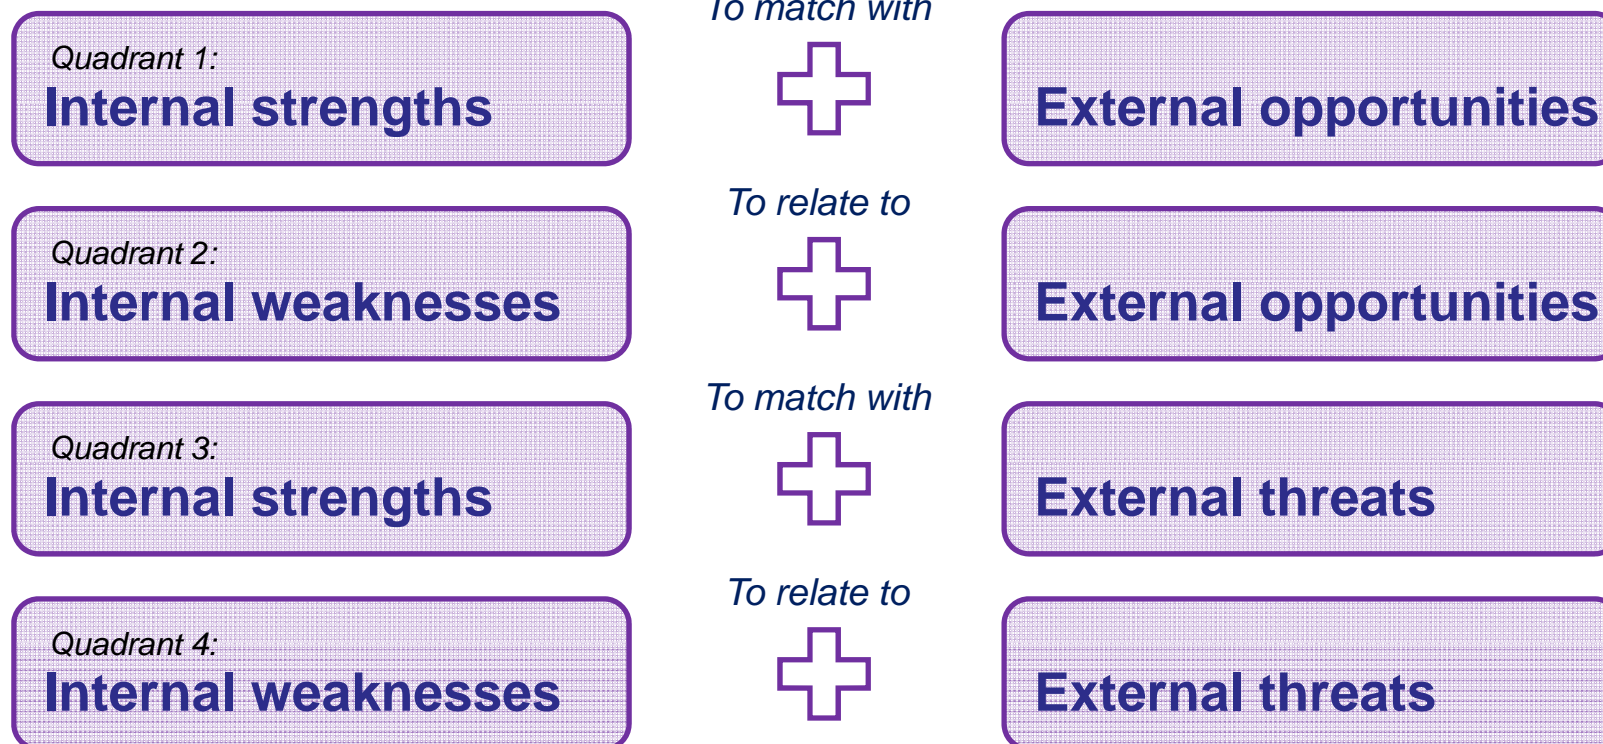 To match with
Quadrant 1:
Internal strengths
External opportunities
To relate to
Quadrant 2:
Internal weaknesses
External opportunities
To match with
Quadrant 3:
Internal strengths
External threats
To relate to
Quadrant 4:
Internal weaknesses
External threats